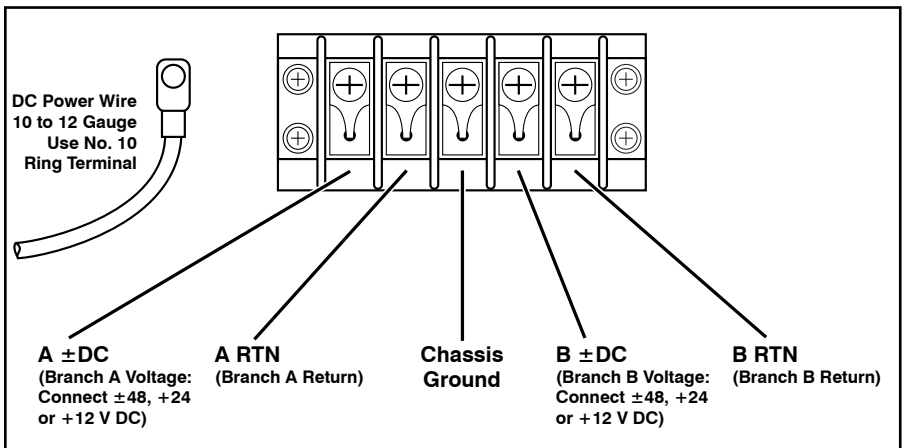 DC Power Wire
10 to 12 Gauge
Use No. 10
Ring Terminal
A ±DC
(Branch A Voltage:
Connect ±48, +24
or +12 V DC)
A RTN
(Branch A Return)
Chassis
Ground
B ±DC
(Branch B Voltage:
Connect ±48, +24
or +12 V DC)
B RTN
(Branch B Return)